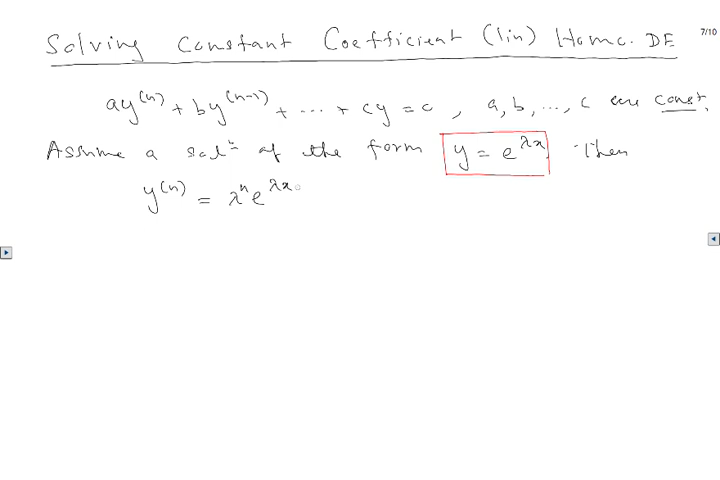 Solving Constant Coefficient (lin) Homo. DE
7/10
ay^(n) + by^(n-1) + ... + cy = 0, a, b, ..., c are const.
Assume a sol^n of the form y = e^λx. Then
y^(n) = λ^n e^λx